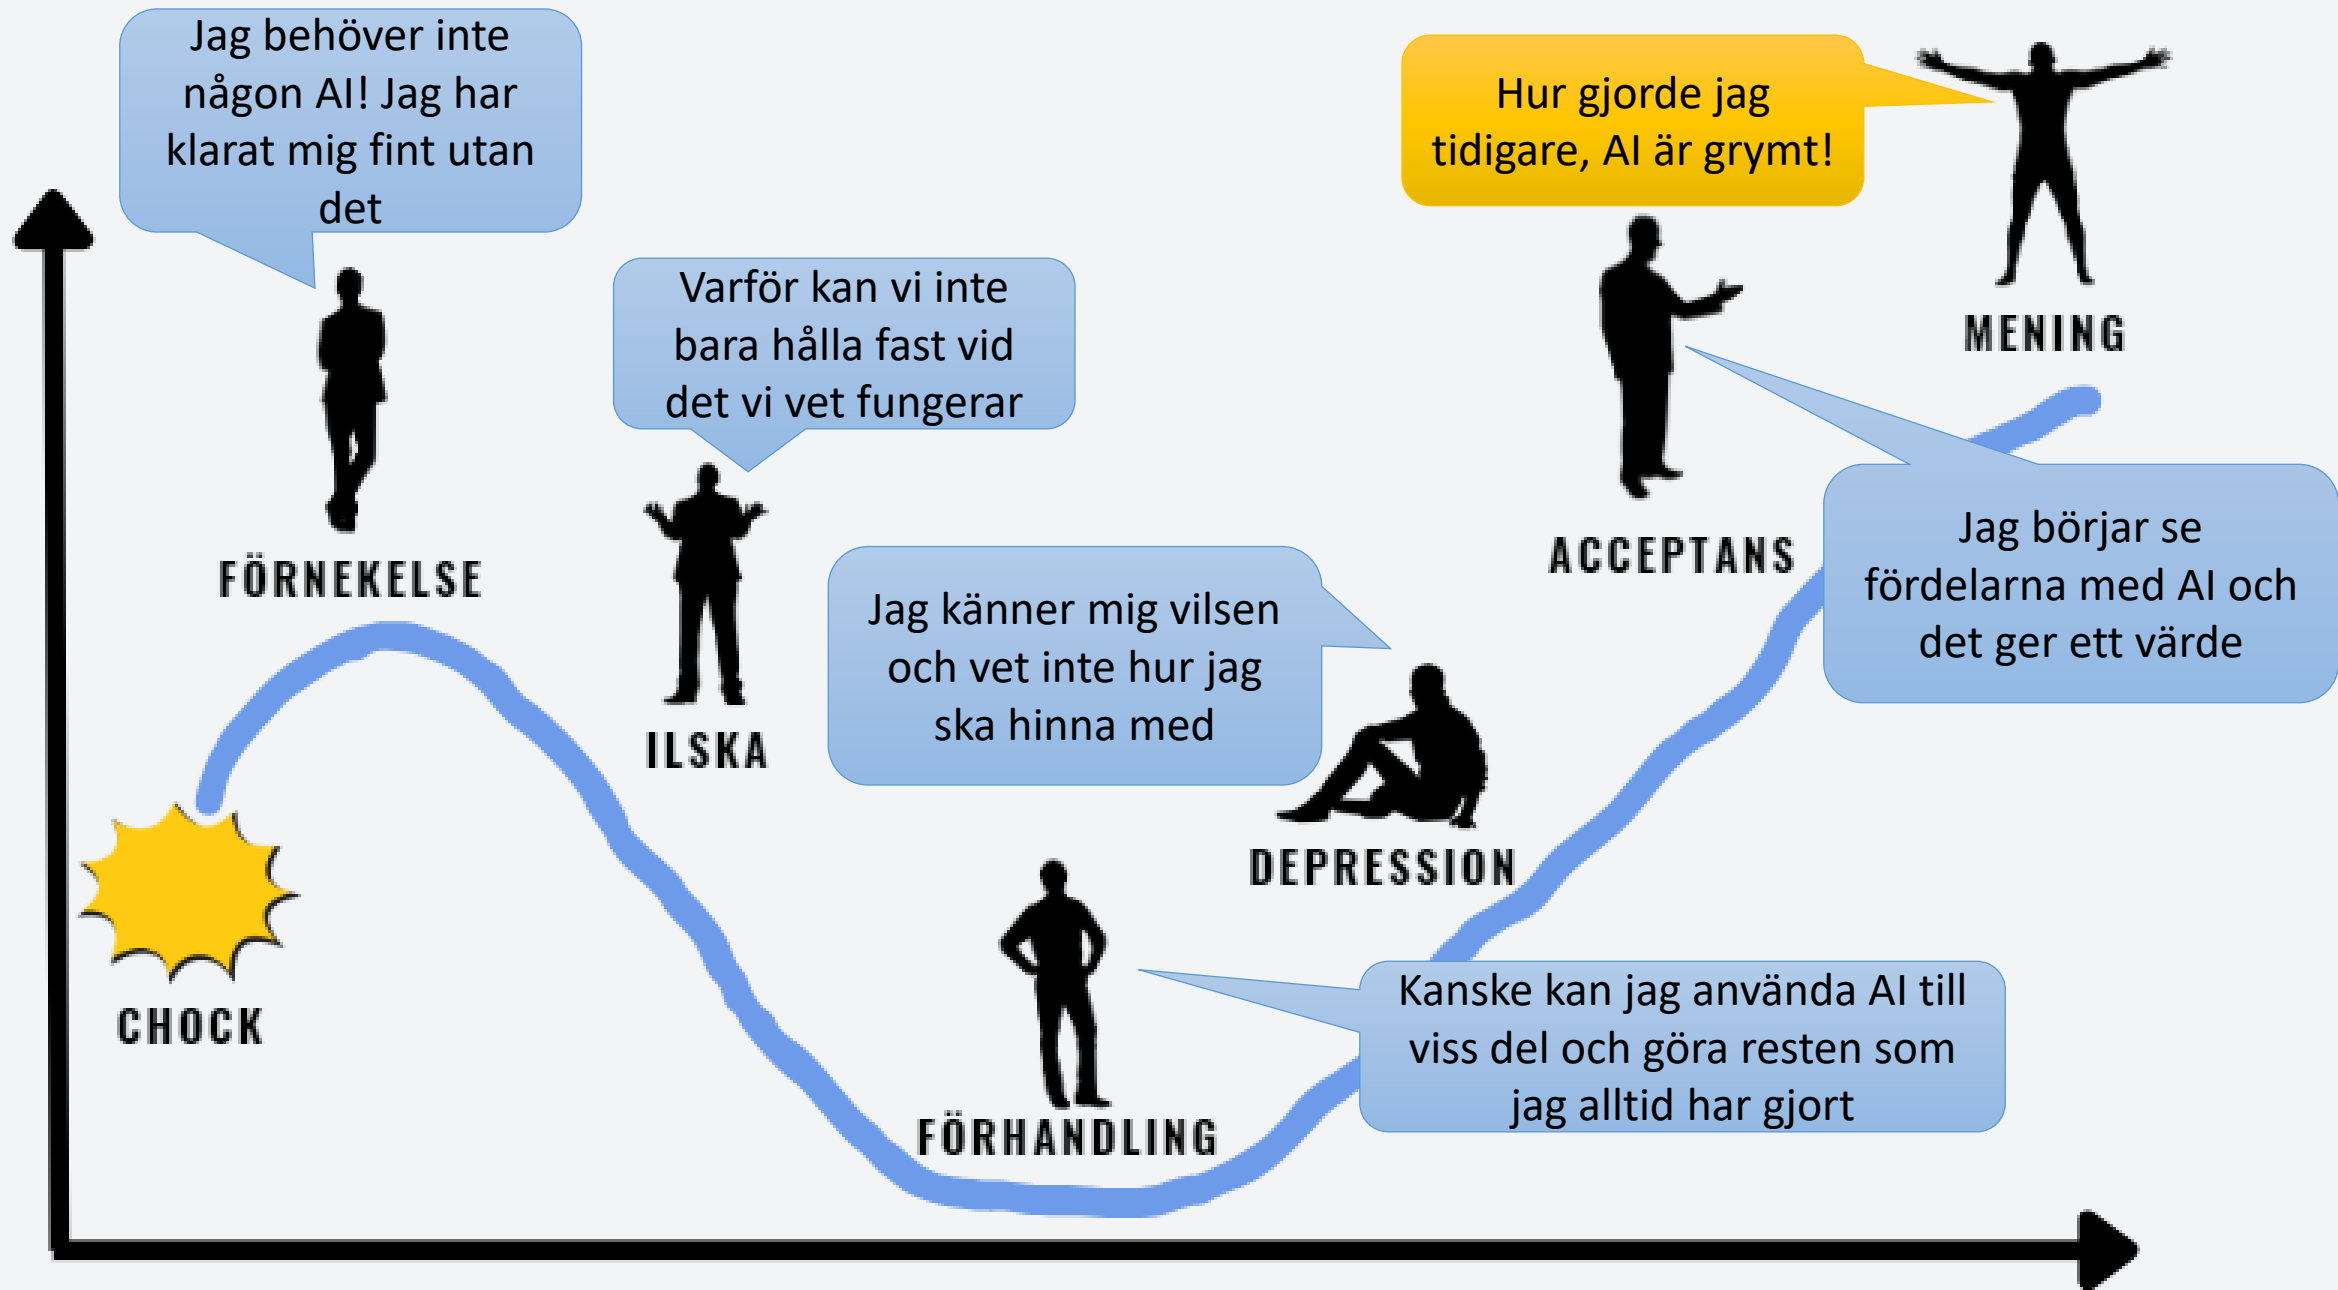 Jag behöver inte
någon AI! Jag har
klarat mig fint utan
det
FÖRNEKELSE
CHOCK
Varför kan vi inte
bara hålla fast vid
det vi vet fungerar
ILSKA
Kanske kan jag använda AI till
viss del och göra resten som
jag alltid har gjort
FÖRHANDLING
Jag känner mig vilsen
och vet inte hur jag
ska hinna med
DEPRESSION
Jag börjar se
fördelarna med AI och
det ger ett värde
ACCEPTANS
Hur gjorde jag
tidigare, AI är grymt!
MENING